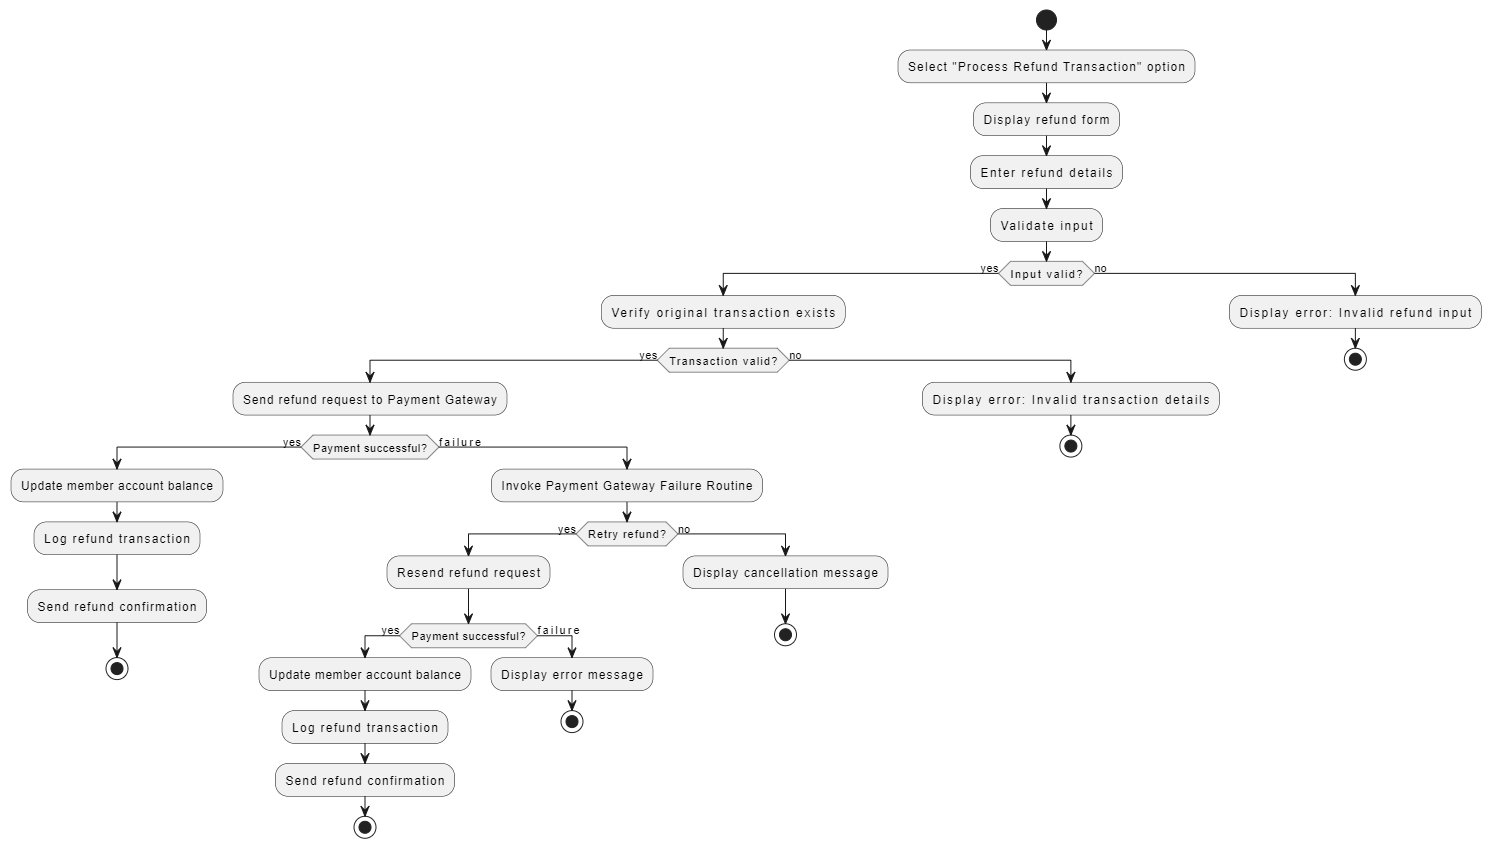 Select "Process Refund Transaction" option
Display refund form
Enter refund details
Validate input
yes
Input valid?
no
Verify original transaction exists
Display error: Invalid refund input
yes
Transaction valid?
no
Send refund request to Payment Gateway
Display error: Invalid transaction details
yes
Payment successful?
failure
Update member account balance
Invoke Payment Gateway Failure Routine
Log refund transaction
yes
Retry refund?
no
Resend refund request
Display cancellation message
Send refund confirmation
yes
Payment successful?
failure
Update member account balance
Display error message
Log refund transaction
Send refund confirmation